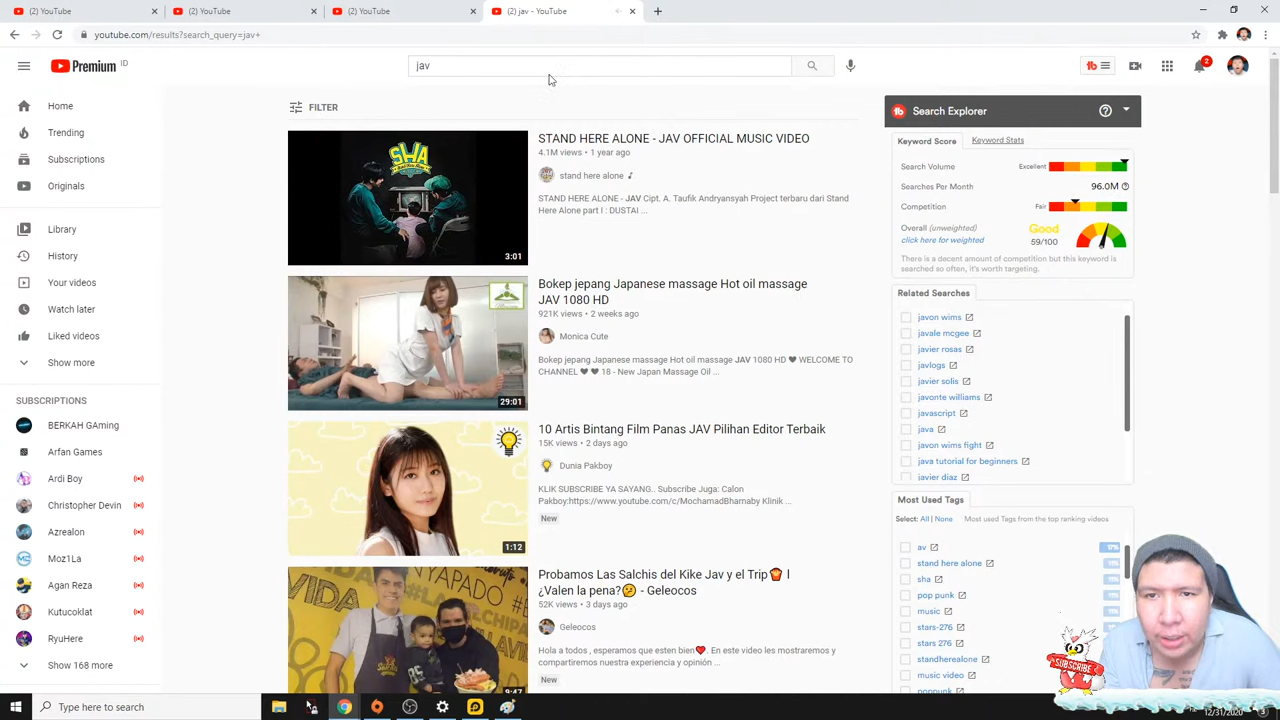 (2) YouTube
(2) YouTube
(2) YouTube
(2) jav - YouTube
youtube.com/results?search_query=jav+
Premium ID
jav
2
Home
Trending
Subscriptions
Originals
Library
History
Your videos
Watch later
Liked videos
Show more
SUBSCRIPTIONS
BERKAH GAming
Arfan Games
Ardi Boy
Christopher Devin
Azrealon
Moz1La
Agan Reza
Kutucoklat
RyuHere
Show 168 more
FILTER
SHA
3:01
STAND HERE ALONE - JAV OFFICIAL MUSIC VIDEO
4.1M views • 1 year ago
stand here alone
STAND HERE ALONE - JAV Cipt. A. Taufik Andryansyah Project terbaru dari Stand
Here Alone part I : DUSTAI ...
29:01
Bokep jepang Japanese massage Hot oil massage
JAV 1080 HD
921K views • 2 weeks ago
Monica Cute
Bokep jepang Japanese massage Hot oil massage JAV 1080 HD ❤ WELCOME TO
CHANNEL ❤ ❤ 18 - New Japan Massage Oil ...
1:12
10 Artis Bintang Film Panas JAV Pilihan Editor Terbaik
15K views • 2 days ago
Dunia Pakboy
KLIK SUBSCRIBE YA SAYANG.. Subscribe Juga: Calon
Pakboy:https://www.youtube.com/c/MochamadBhamaby Klinik ...
New
9:47
Probamos Las Salchis del Kike Jav y el Trip
¿Valen la pena?🤔 - Geleocos
52K views • 3 days ago
Geleocos
Hola a todos , esperamos que esten bien❤. En este video les mostraremos y
compartiremos nuestra experiencia y opinión ...
New
Search Explorer
Keyword Score
Keyword Stats
Search Volume Excellent
Searches Per Month 96.0M
Competition Fair
Overall (unweighted) Good
click here for weighted 59/100
There is a decent amount of competition but this keyword is
searched so often, it's worth targeting.
Related Searches
javon wims
javale mcgee
javier rosas
javlogs
javier solis
javonte williams
javascript
java
javon wims fight
java tutorial for beginners
javier diaz
Most Used Tags
Select: All | None Most used Tags from the top ranking videos
av
stand here alone
sha
pop punk
music
stars-276
stars 276
standherealone
music video
poppunk
SUBSCRIBE
Type here to search
12/31/2020